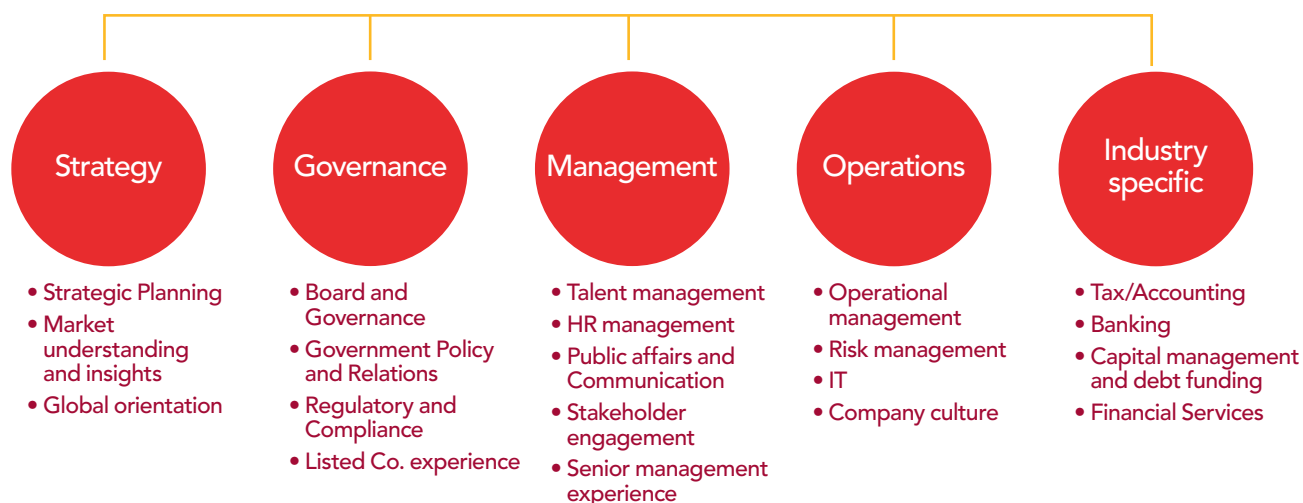 Strategy
• Strategic Planning
• Market
understanding
and insights
• Global orientation
Governance
• Board and
Governance
• Government Policy
and Relations
• Regulatory and
Compliance
• Listed Co. experience
Management
• Talent management
• HR management
• Public affairs and
Communication
• Stakeholder
engagement
• Senior management
experience
Operations
• Operational
management
• Risk management
• IT
• Company culture
Industry
specific
• Tax/Accounting
• Banking
• Capital management
and debt funding
• Financial Services